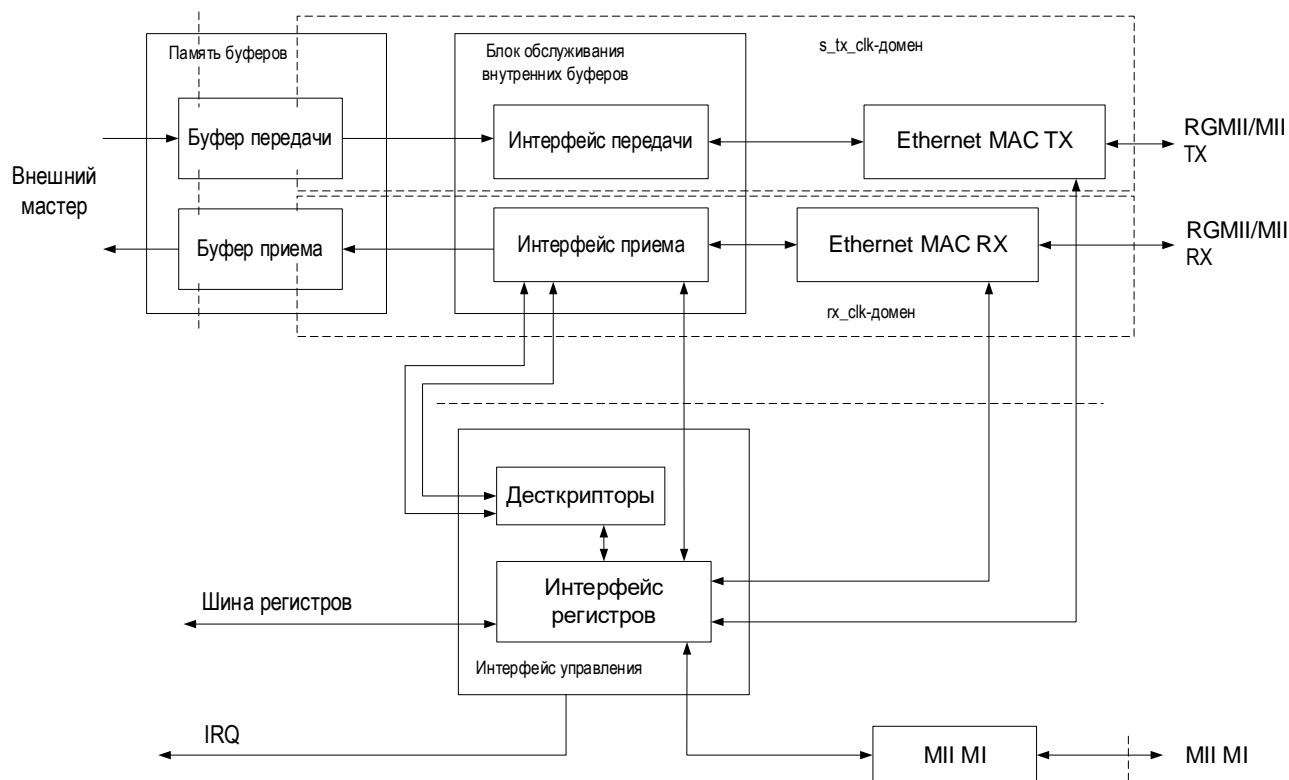 s_tx_clk-домен
Память буферов
Блок обслуживания
внутренних буферов
Буфер передачи
Интерфейс передачи
Ethernet MAC TX
RGMII/MII
TX
Внешний
мастер
Буфер приема
Интерфейс приема
Ethernet MAC RX
RGMII/MII
RX
rx_clk-домен
Десткрипторы
Интерфейс
регистров
Шина регистров
Интерфейс управления
IRQ
MII MI
MII MI